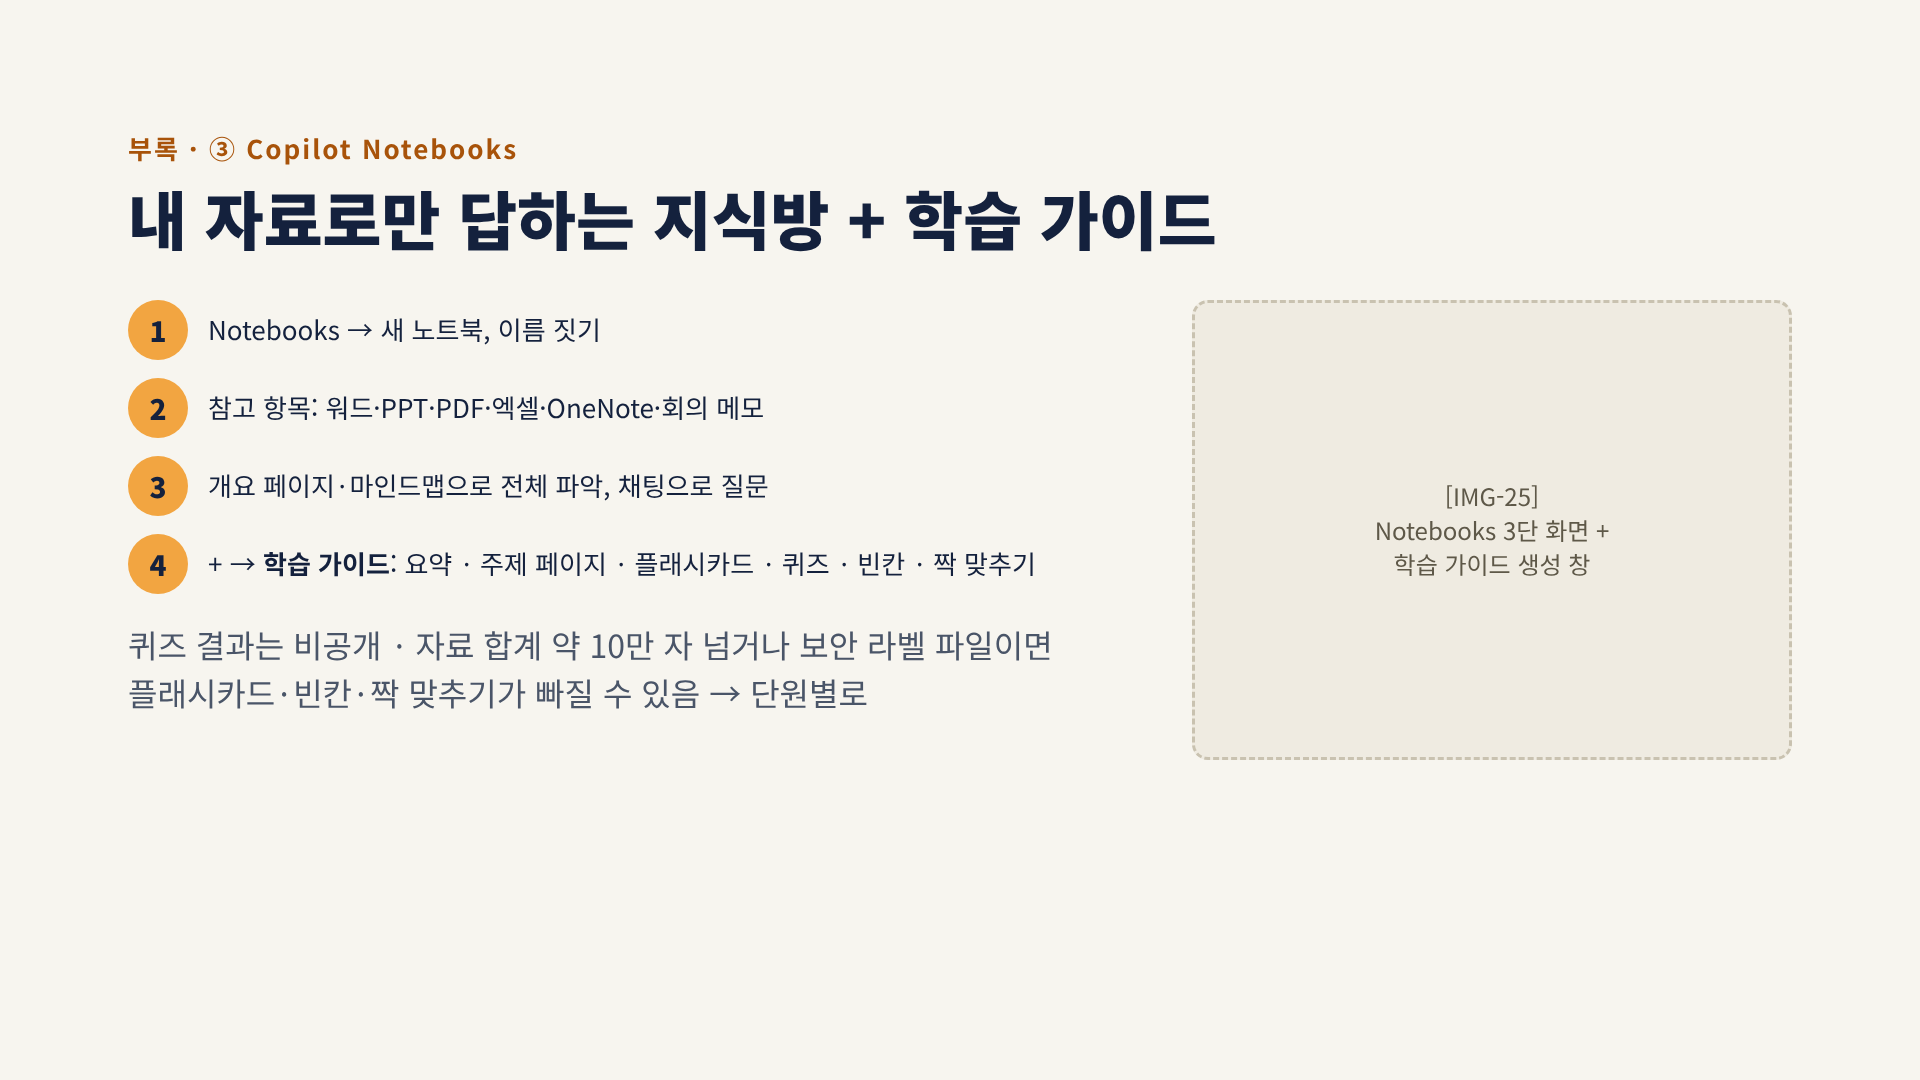 부록 · ③ Copilot Notebooks
내 자료로만 답하는 지식방 + 학습 가이드
1 Notebooks → 새 노트북, 이름 짓기
2 참고 항목: 워드·PPT·PDF·엑셀·OneNote·회의 메모
3 개요 페이지·마인드맵으로 전체 파악, 채팅으로 질문
4 + → 학습 가이드: 요약 · 주제 페이지 · 플래시카드 · 퀴즈 · 빈칸 · 짝 맞추기
퀴즈 결과는 비공개 · 자료 합계 약 10만 자 넘거나 보안 라벨 파일이면
플래시카드·빈칸·짝 맞추기가 빠질 수 있음 → 단원별로
[IMG-25]
Notebooks 3단 화면 +
학습 가이드 생성 창